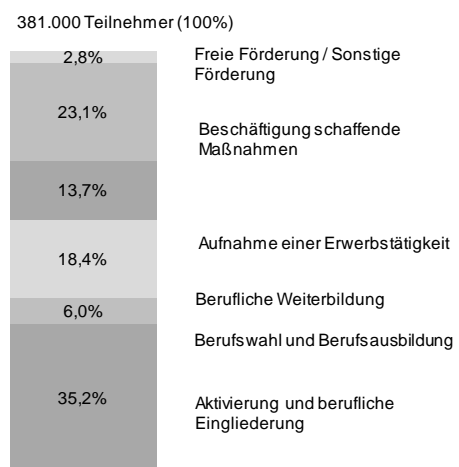 381.000 Teilnehmer (100%)
2,8%
Freie Förderung / Sonstige
Förderung
23,1%
Beschäftigung schaffende
Maßnahmen
13,7%
Aufnahme einer Erwerbstätigkeit
18,4%
Berufliche Weiterbildung
6,0%
Berufswahl und Berufsausbildung
35,2%
Aktivierung und berufliche
Eingliederung